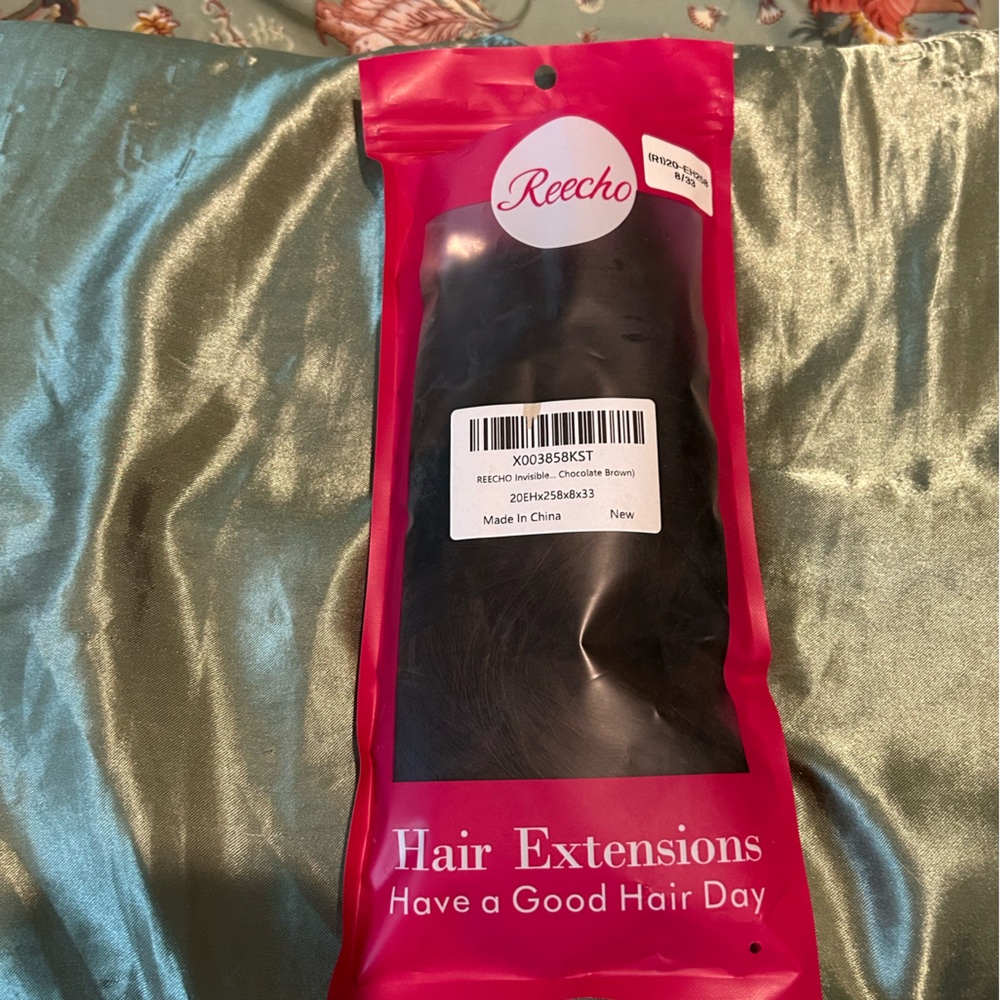 Reecho
(R1)20-EH258
8/33
X003858KST
REECHO Invisible... Chocolate Brown)
20EHx258x8x33
Made In China New
Hair Extensions
Have a Good Hair Day